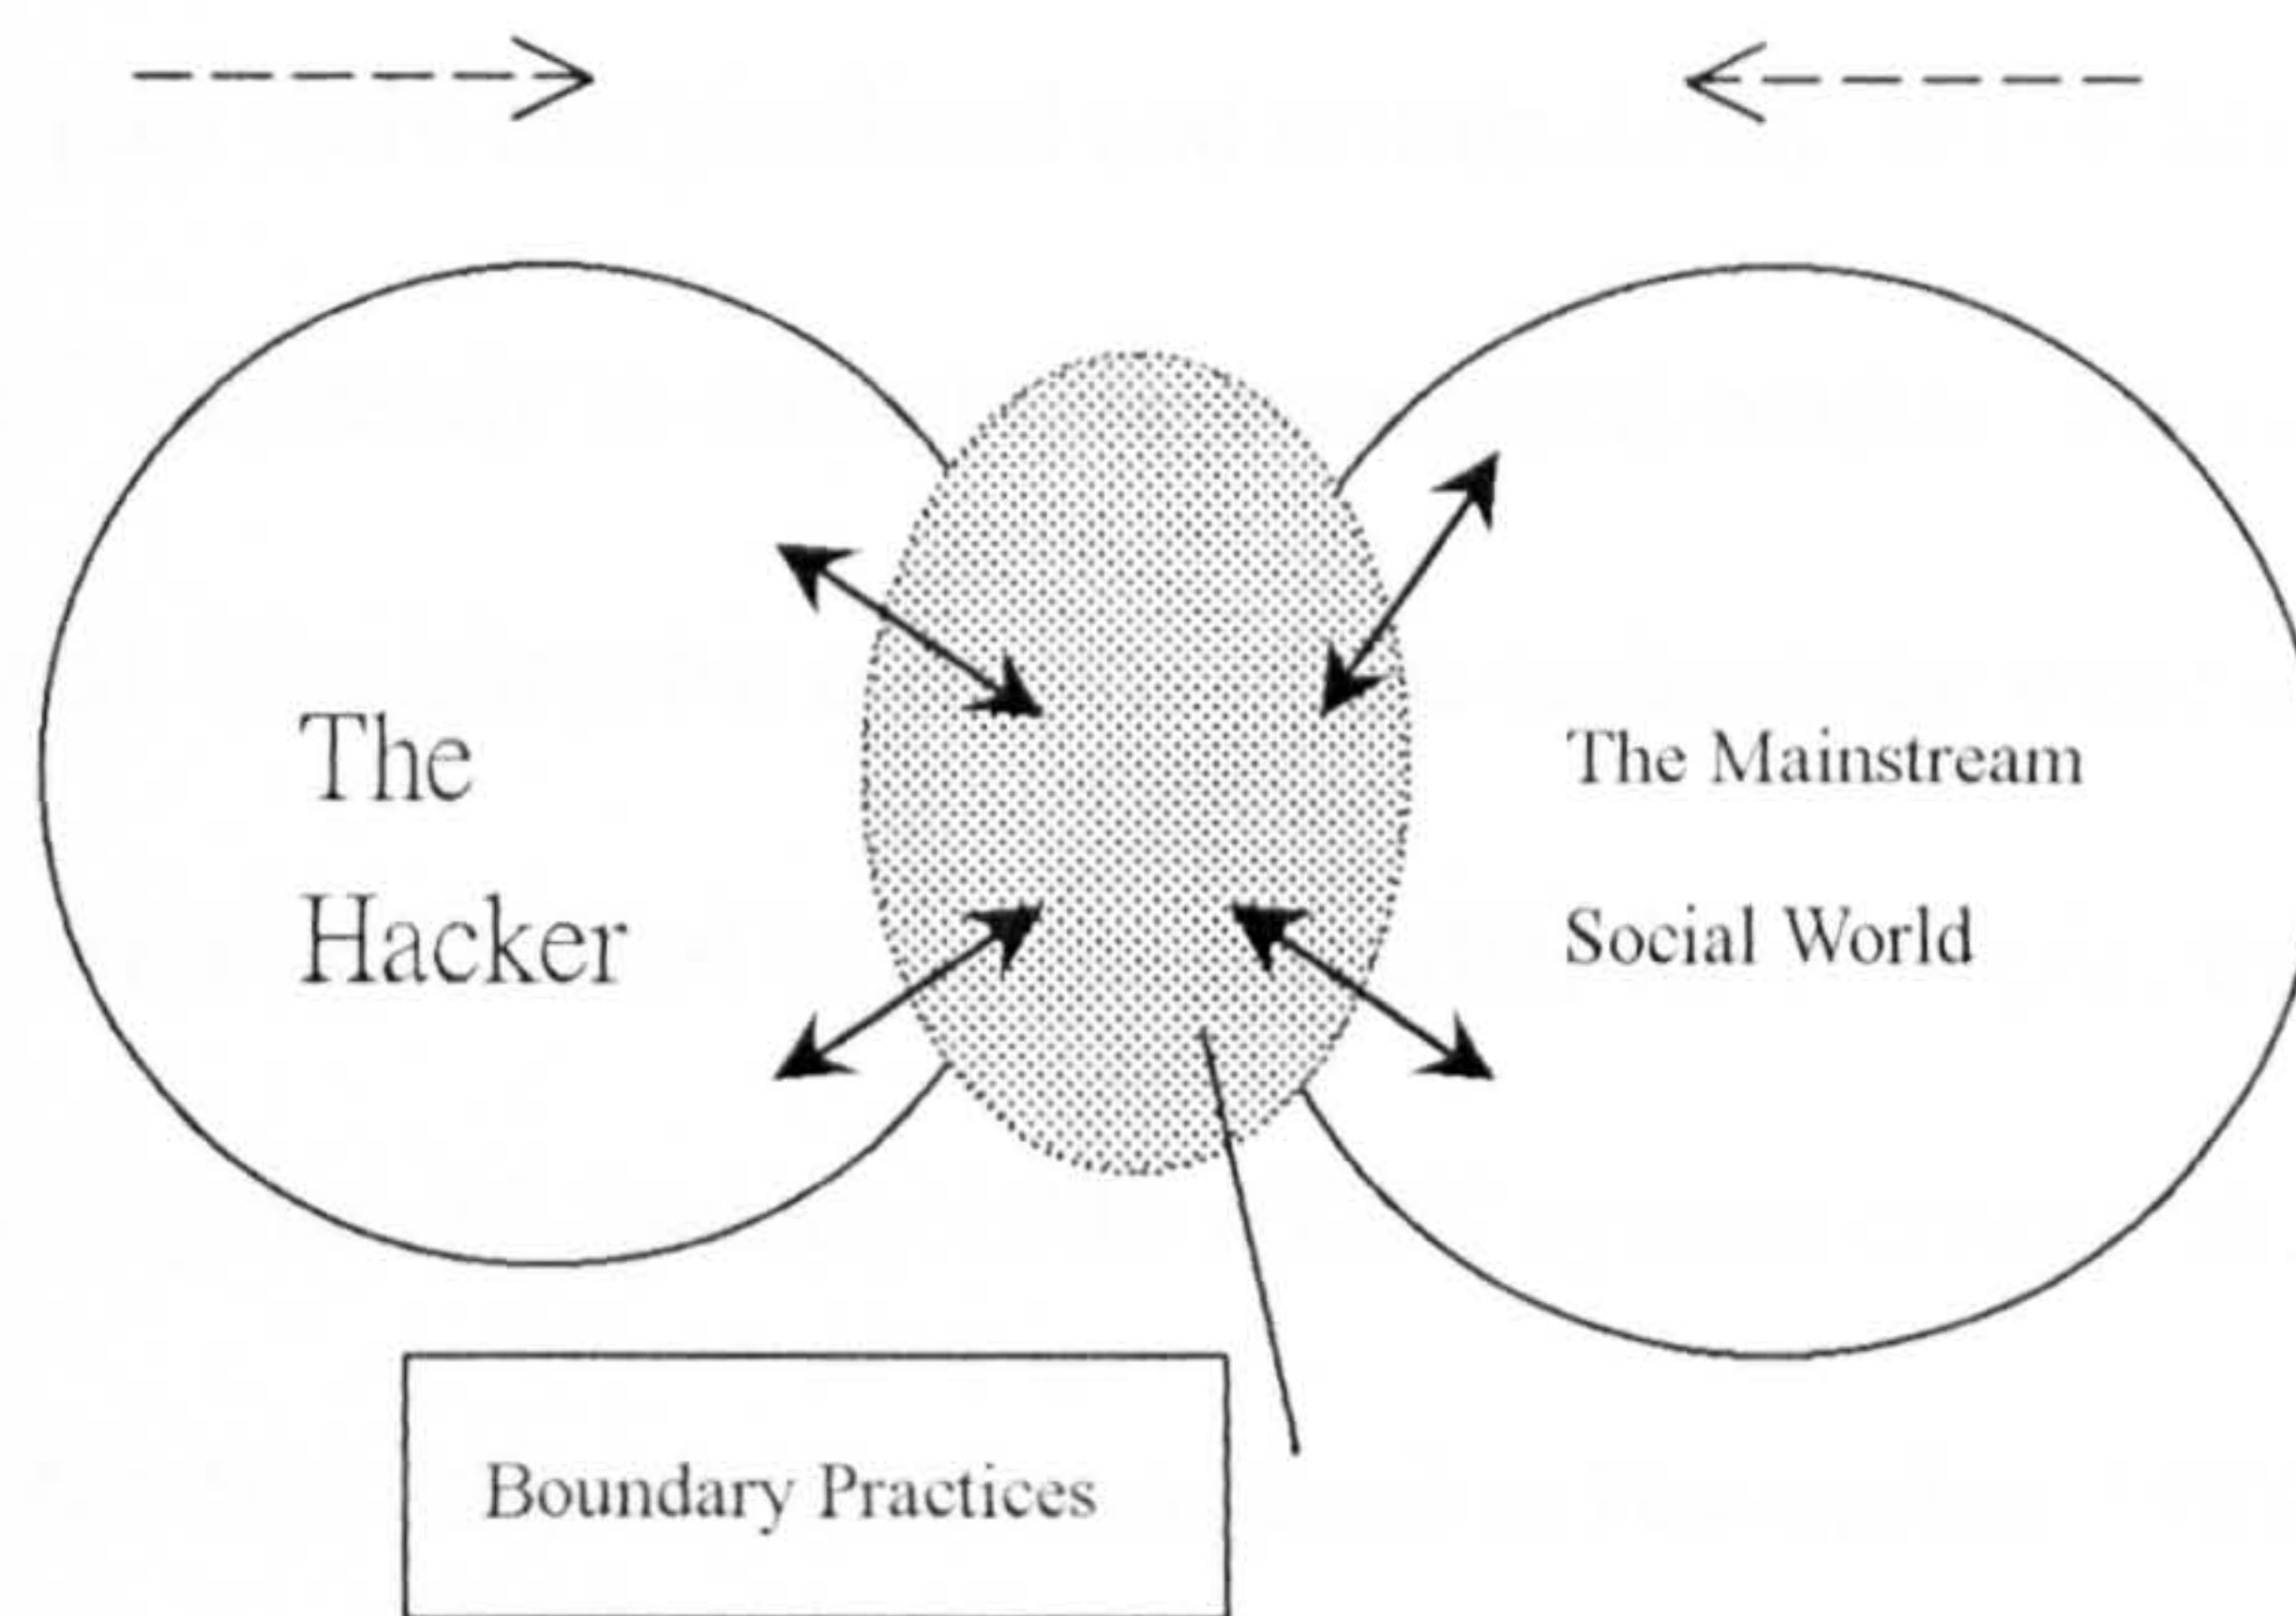 The
Hacker
The Mainstream
Social World
Boundary Practices